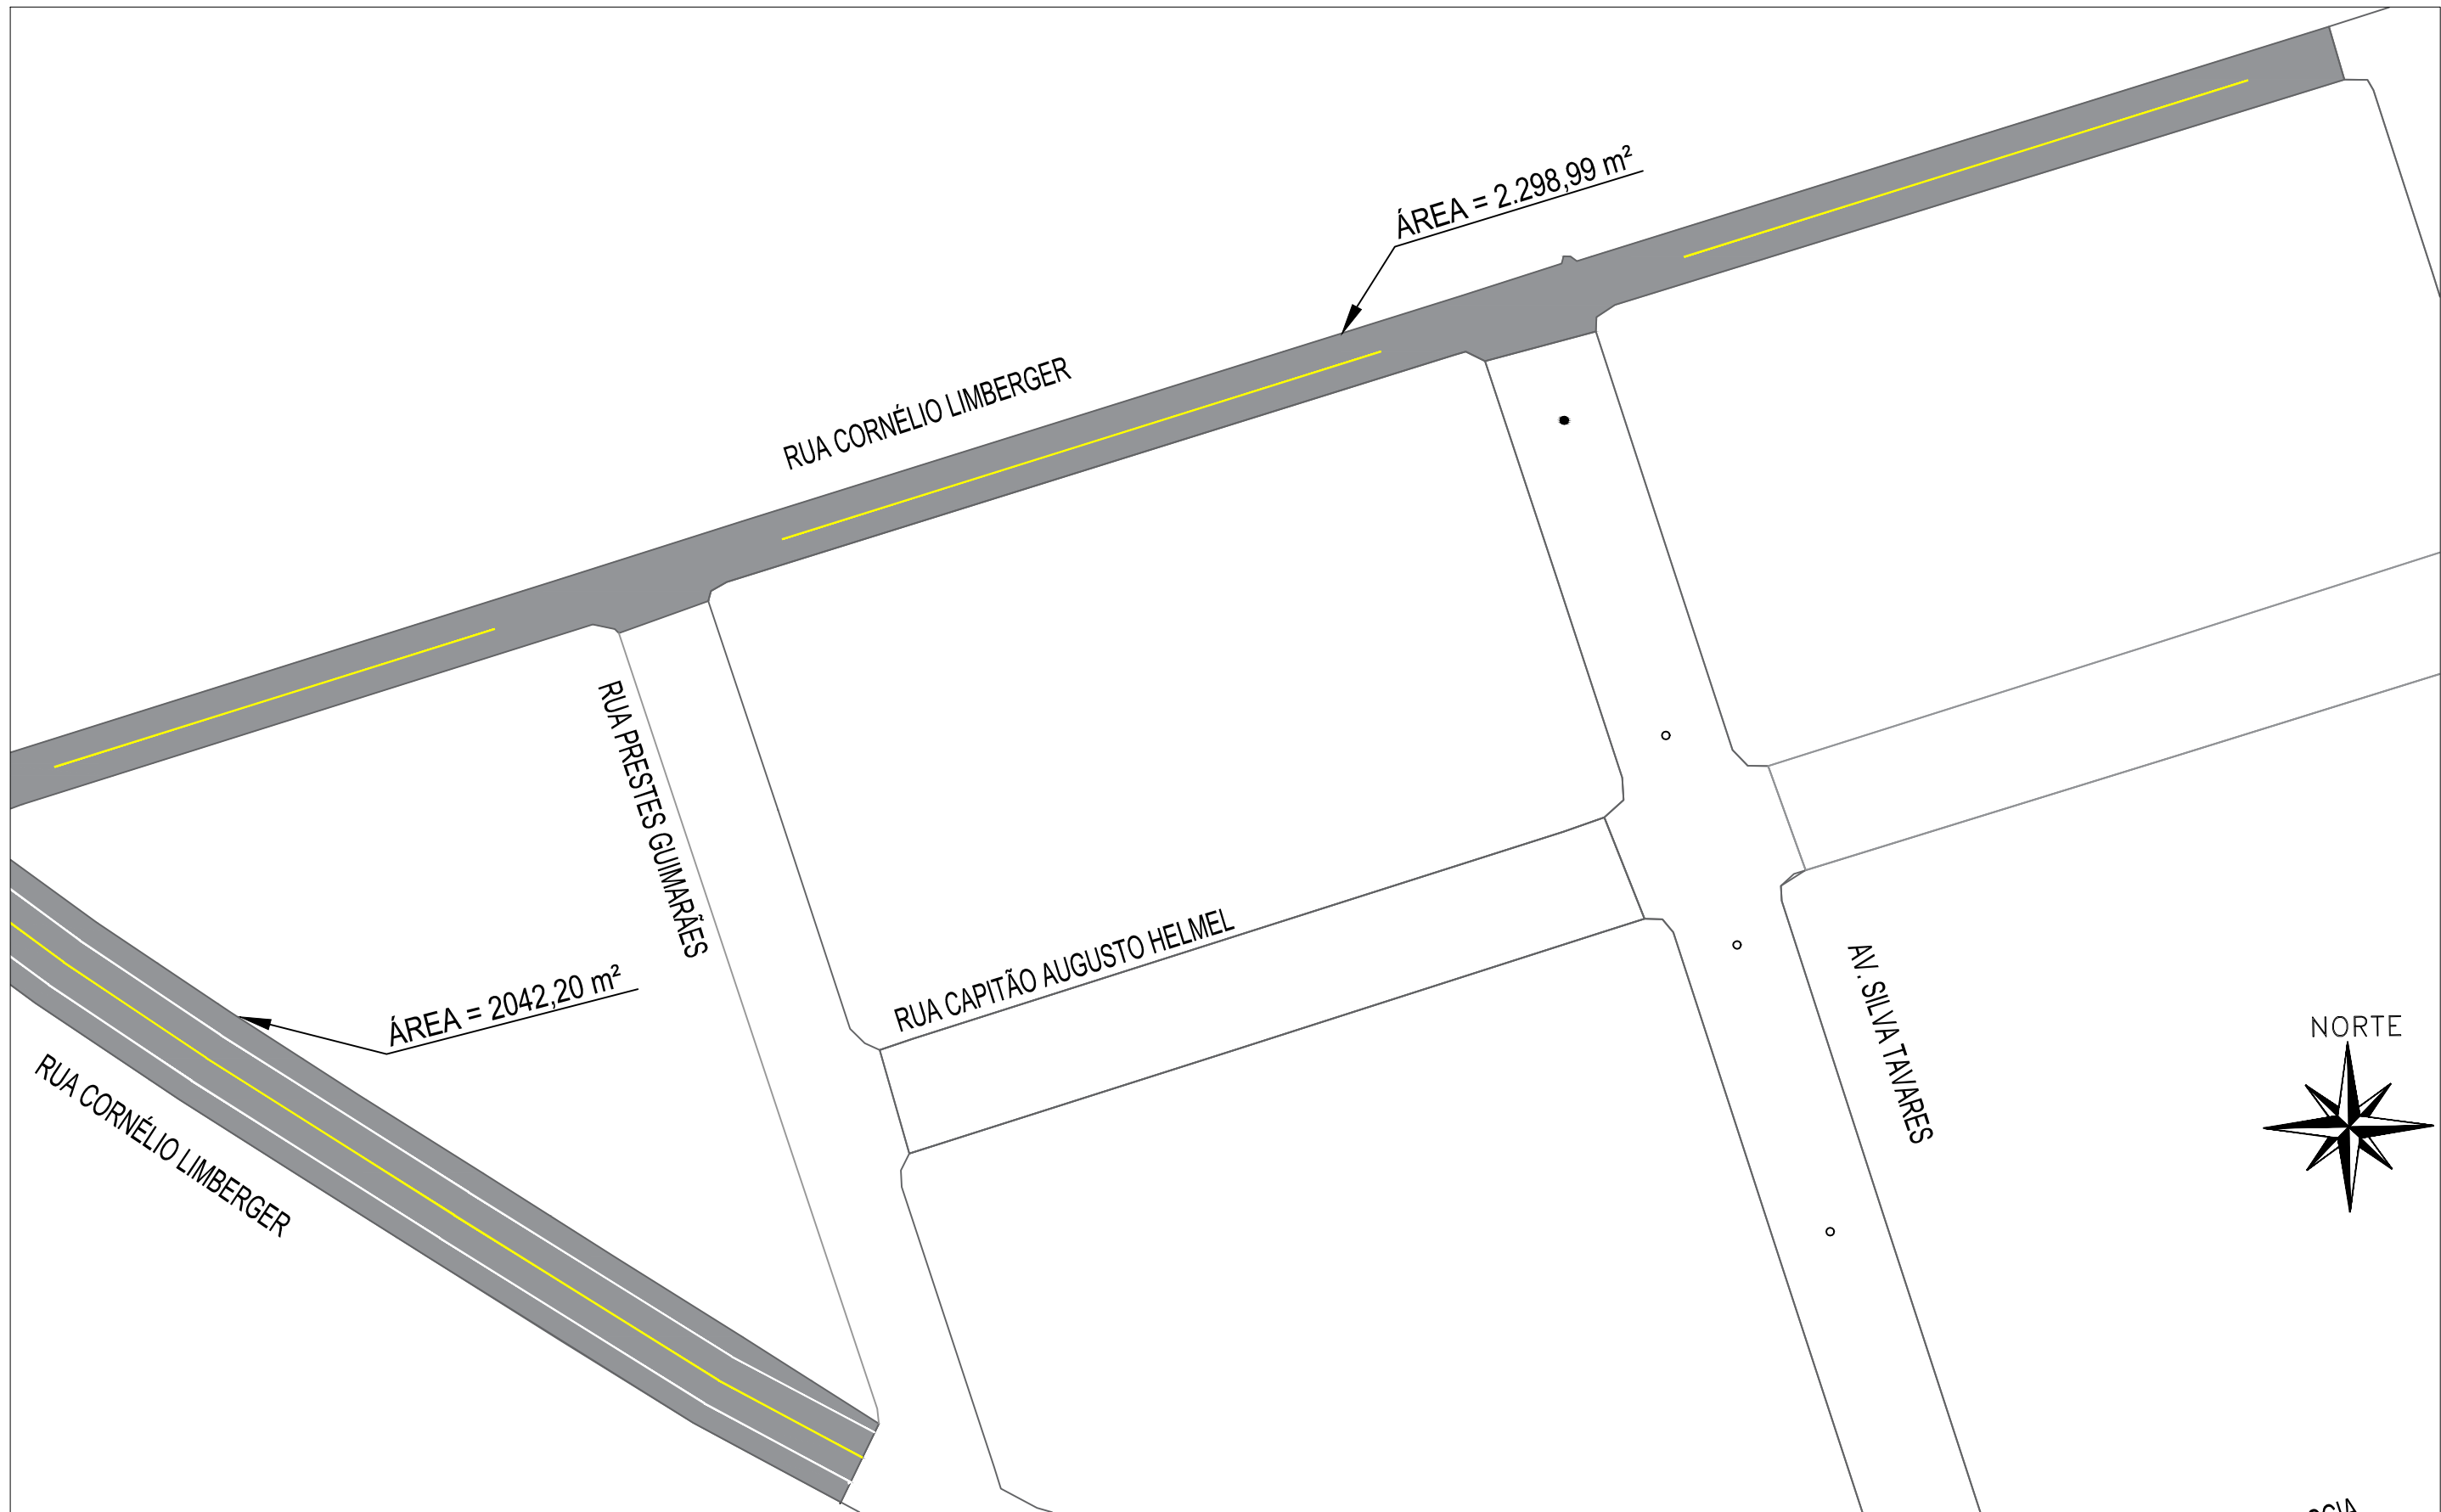 ÁREA = 2.298,99 m²
RUA CORNÉLIO LIMBERGER
RUA PRESTES GUIMARÃES
RUA CAPITÃO AUGUSTO HELMEL
AV. SILVA TAVARES
ÁREA = 2042,20 m²
NORTE
RUA CORNÉLIO LIMBERGER